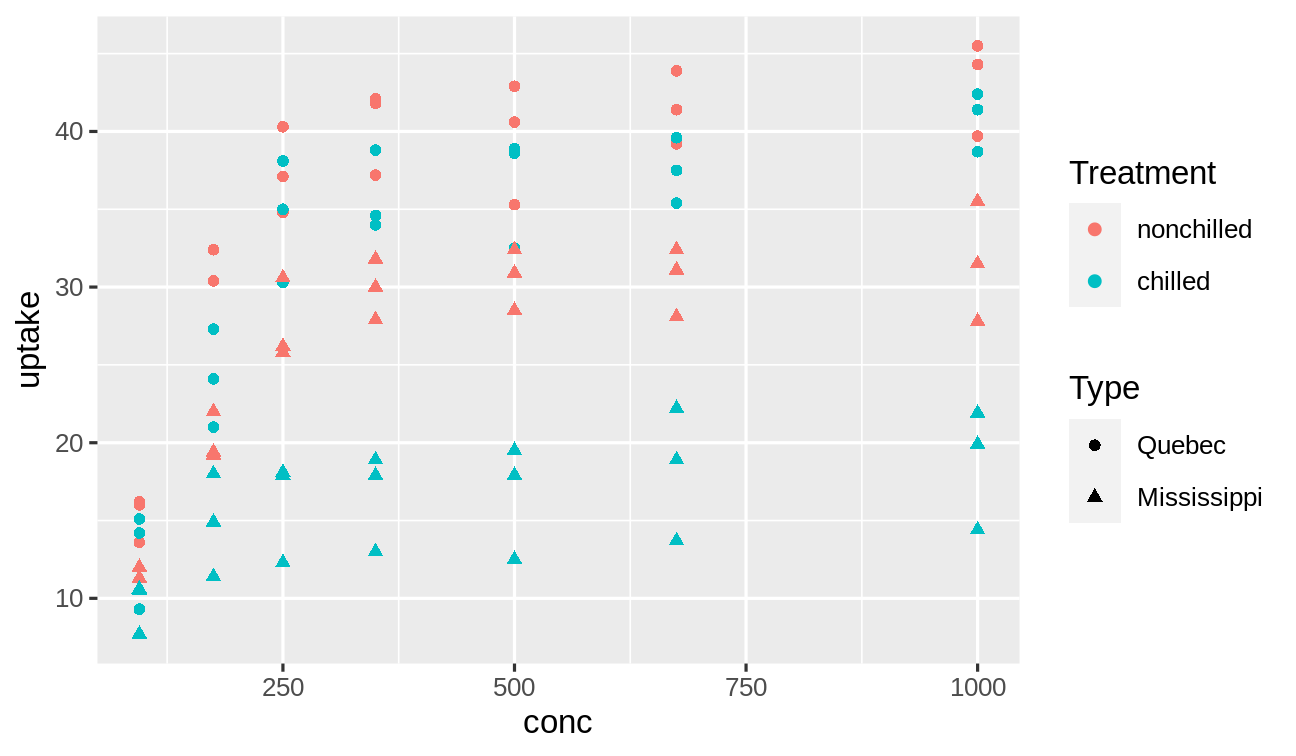 40
30
20
10
uptake
250 500 750 1000
conc
Treatment
nonchilled
chilled
Type
Quebec
Mississippi